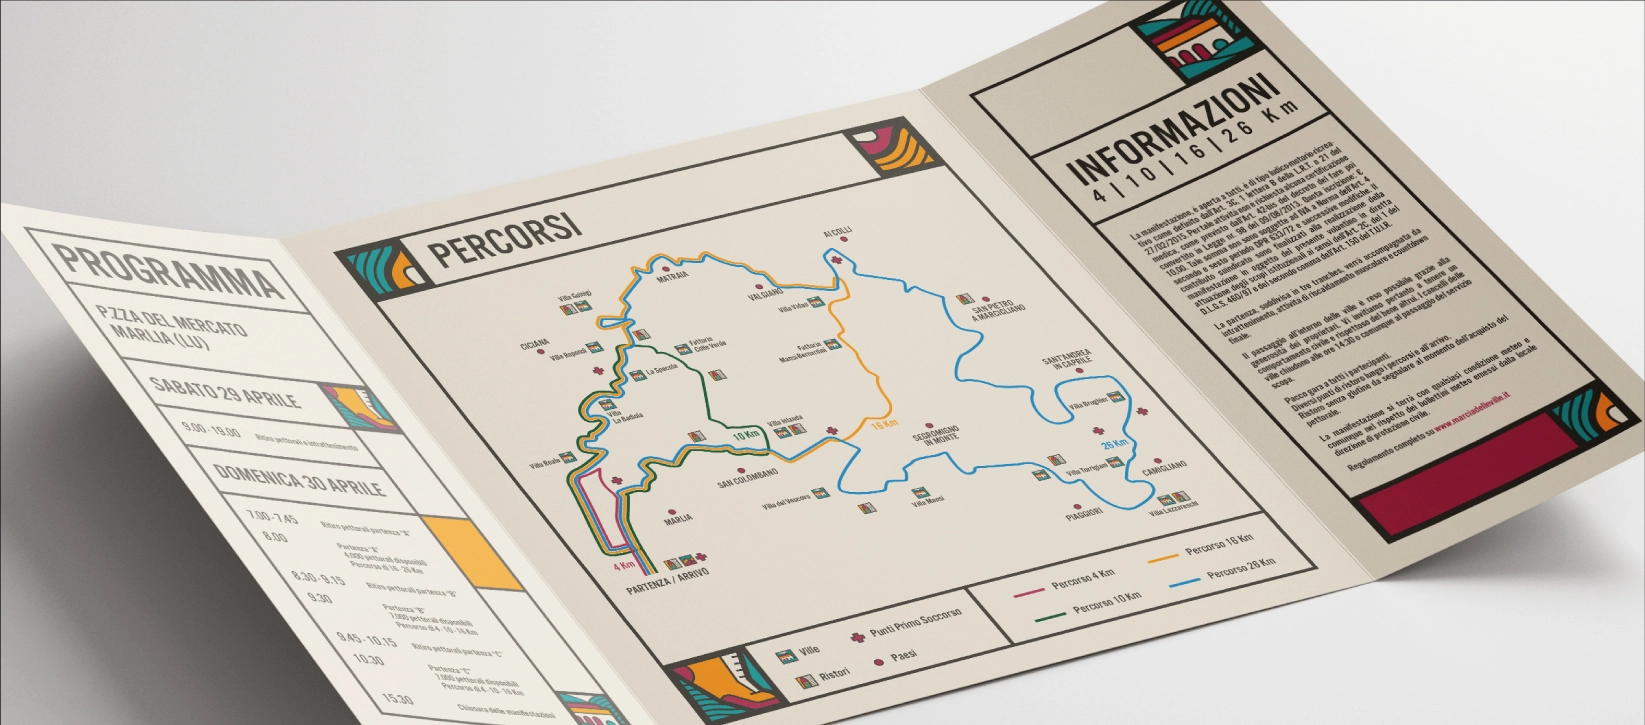 PROGRAMMA
P.ZZA DEL MERCATO
MARLIA (LU)
SABATO 29 APRILE
9.00 - 19.00 Ritiro pettorali e intrattenimento
DOMENICA 30 APRILE
7.00 - 7.45 Ritiro pettorali partenza "A"
8.00 Partenza "A"
4.000 pettorali disponibili
Percorso di 16 - 26 Km
8.30 - 9.15 Ritiro pettorali partenza "B"
9.30 Partenza "B"
7.000 pettorali disponibili
Percorso di 4 - 10 - 16 Km
9.45 - 10.15 Ritiro pettorali partenza "C"
10.30 Partenza "C"
7.000 pettorali disponibili
Percorso di 4 - 10 - 16 Km
15.30 Chiusura delle manifestazioni
PERCORSI
AI COLLI
MATRAIA
VALGIANO
Villa Guinigi
Villa Vidau
SAN PIETRO
A MARCIGLIANO
CICIANA
Villa Rapondi
Fattoria
Colle Verde
Fattoria
SANT'ANDREA
IN CAPRILE
La Specola
Villa
La Badiola
Villa Brughier
10 Km
Villa Orlando
16 Km
SEGROMIGNO
IN MONTE
26 Km
Villa Reale
SAN COLOMBANO
Villa Torrigiani
CAMIGLIANO
Villa del Vescovo
Villa Mansi
Villa Lazzareschi
MARLIA
PIAGGIORI
4 Km
PARTENZA / ARRIVO
Ville
Punti Primo Soccorso
Ristori
Paesi
Percorso 4 Km
Percorso 16 Km
Percorso 10 Km
Percorso 26 Km
INFORMAZIONI
4 | 10 | 16 | 26 Km
La manifestazione, è aperta a tutti, è di tipo ludico-motorio-ricrea-
tivo come definito dall'Art. 3C, 1 lettera B della L.R.T. n 21 del
27/02/2015. Per tale attività non è richiesta alcuna certificazione
medica, come previsto dall'Art. 42 bis del decreto del fare poi
convertito in Legge nr. 98 del 09/08/2013. Quota iscrizione: €
10,00. Tale somma non sono soggette ad IVA a Norma dell'Art. 4
secondo e sesto periodo DPR 633/72 e successive modifiche. Il
contributo suindicato sono finalizzati alla realizzazione della
manifestazione in oggetto del presente volantino in diretta
attuazione degli scopi istituzionali ai sensi dell'Art. 2C, del 1 del
D.L.G.S. 460/97 e del secondo comma dell'Art. 150 del T.U.I.R.
La partenza, suddivisa in tre tranches, verrà accompagnata da
intrattenimento, attività di riscaldamento muscolare e countdown
finale.
Il passaggio all'interno delle ville è reso possibile grazie alla
generosità dei proprietari. Vi invitiamo pertanto a tenere un
comportamento civile e rispettoso del bene altrui. I cancelli delle
ville chiudono alle ore 14:30 o comunque al passaggio del servizio
scopa.
Pacco gara a tutti i partecipanti.
Diversi punti di ristoro lungo i percorsi e all'arrivo.
Ristoro senza glutine da segnalare al momento dell'acquisto del
pettorale.
La manifestazione si terrà con qualsiasi condizione meteo e
comunque nel rispetto dei bollettini meteo emessi dalla locale
direzione di protezione civile.
Regolamento completo su www.marciadelleville.it